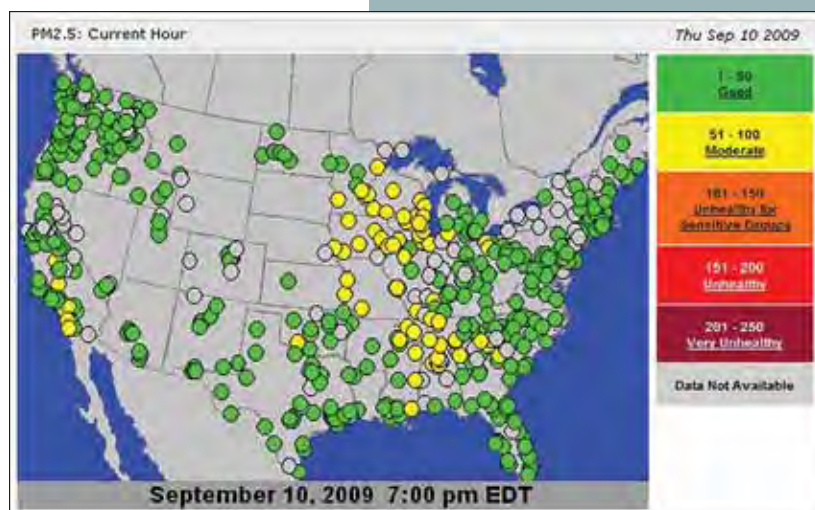 PM2.5: Current Hour
Thu Sep 10 2009
1 - 50
Good
51 - 100
Moderate
101 - 150
Unhealthy for
Sensitive Groups
151 - 200
Unhealthy
201 - 250
Very Unhealthy
Data Not Available
September 10, 2009 7:00 pm EDT